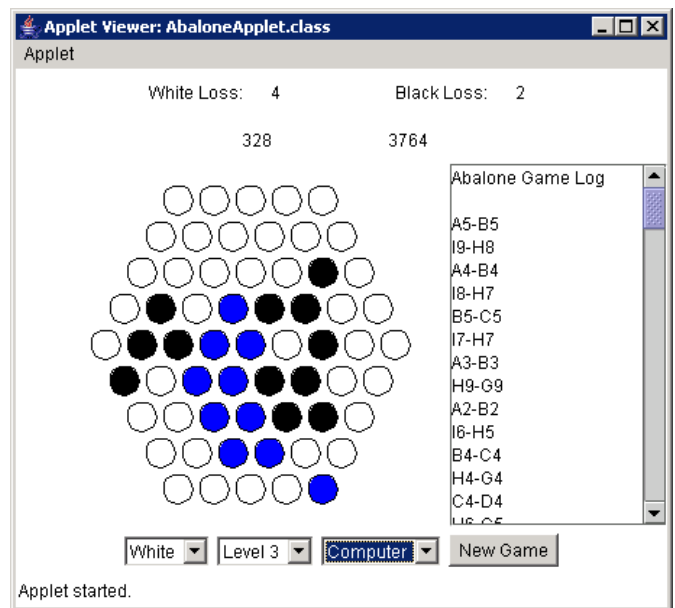 Applet Viewer: AbaloneApplet.class
Applet
White Loss: 4 Black Loss: 2
328 3764
Abalone Game Log
A5-B5
I9-H8
A4-B4
I8-H7
B5-C5
I7-H7
A3-B3
H9-G9
A2-B2
I6-H5
B4-C4
H4-G4
C4-D4
White Level 3 Computer New Game
Applet started.